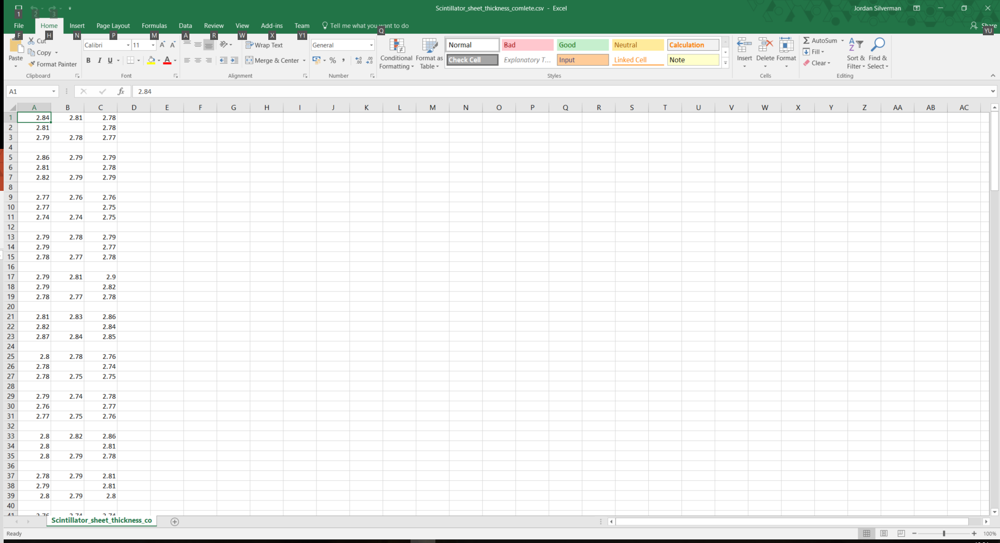 Scintillator_sheet_thickness_comlete.csv - Excel
Jordan Silverman
1 2 3
File Home Insert Page Layout Formulas Data Review View Add-ins Team Tell me what you want to do Share
F H N P M A R W X Y1 Q YU
Cut
Copy
Format Painter
Paste
Clipboard
Calibri 11
B I U
Font
Wrap Text
Merge & Center
Alignment
General
% ,
Number
Conditional Formatting
Format as Table
Normal Bad Good Neutral Calculation
Check Cell Explanatory T... Input Linked Cell Note
Styles
Insert Delete Format
Cells
AutoSum
Fill
Clear
Sort & Filter
Find & Select
Editing
A1 fx 2.84
A B C D E F G H I J K L M N O P Q R S T U V W X Y Z AA AB AC
1 2.84 2.81 2.78
2 2.81 2.78
3 2.79 2.78 2.77
4
5 2.86 2.79 2.79
6 2.81 2.78
7 2.82 2.79 2.79
8
9 2.77 2.76 2.76
10 2.77 2.75
11 2.74 2.74 2.75
12
13 2.79 2.78 2.79
14 2.79 2.77
15 2.78 2.77 2.78
16
17 2.79 2.81 2.9
18 2.79 2.82
19 2.78 2.77 2.78
20
21 2.81 2.83 2.86
22 2.82 2.84
23 2.87 2.84 2.85
24
25 2.8 2.78 2.76
26 2.78 2.74
27 2.78 2.75 2.75
28
29 2.79 2.74 2.78
30 2.76 2.77
31 2.77 2.75 2.76
32
33 2.8 2.82 2.86
34 2.8 2.81
35 2.8 2.79 2.78
36
37 2.78 2.79 2.81
38 2.79 2.81
39 2.8 2.79 2.8
40
41 2.76 2.74 2.74
Scintillator_sheet_thickness_co
Ready
100%